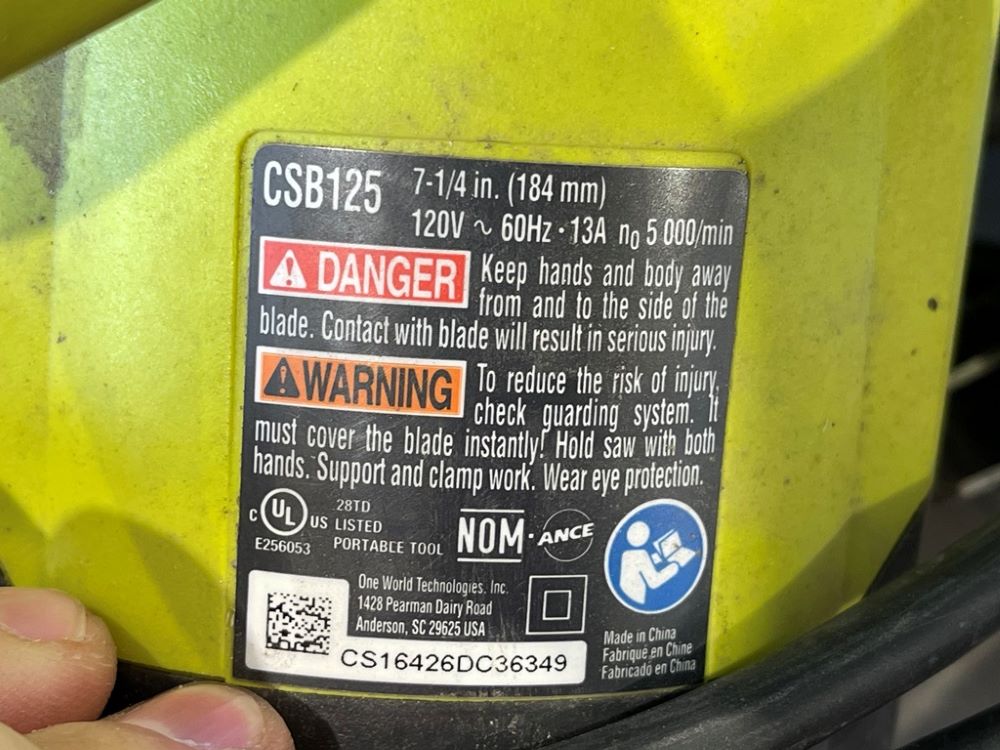 CSB125 7-1/4 in. (184 mm)
120V ~ 60Hz · 13A n₀ 5 000/min
DANGER Keep hands and body away
from and to the side of the
blade. Contact with blade will result in serious injury.
WARNING To reduce the risk of injury,
check guarding system. It
must cover the blade instantly! Hold saw with both
hands. Support and clamp work. Wear eye protection.
C UL US
28TD
LISTED
PORTABLE TOOL
E256053
NOM · ANCE
One World Technologies, Inc.
1428 Pearman Dairy Road
Anderson, SC 29625 USA
CS16426DC36349
Made in China
Fabriqué en Chine
Fabricado en China